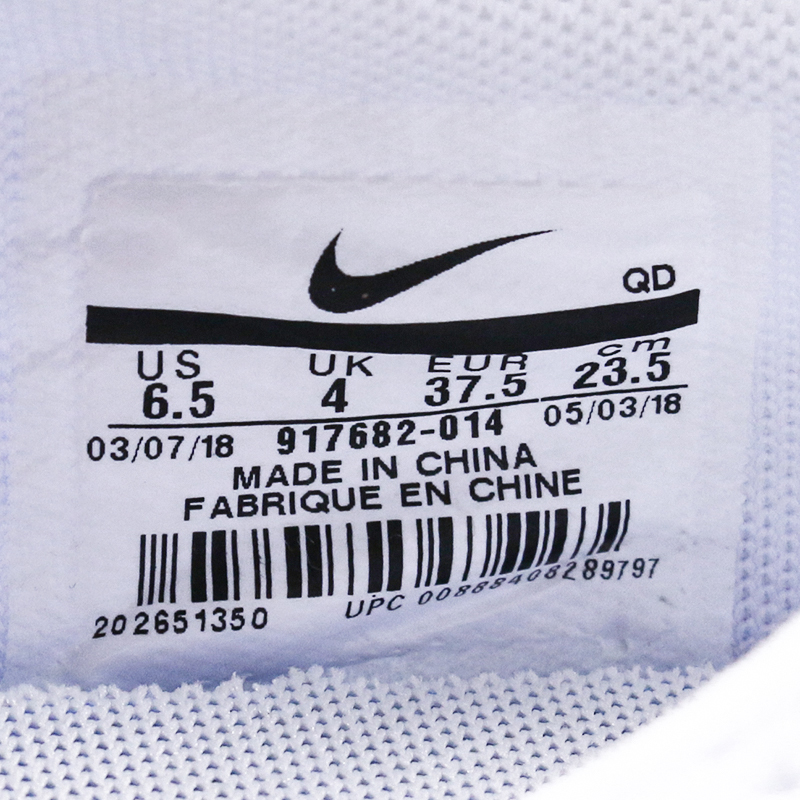 QD
US UK EUR cm
6.5 4 37.5 23.5
03/07/18 917682-014 05/03/18
MADE IN CHINA
FABRIQUE EN CHINE
202651350 UPC 00888408289797